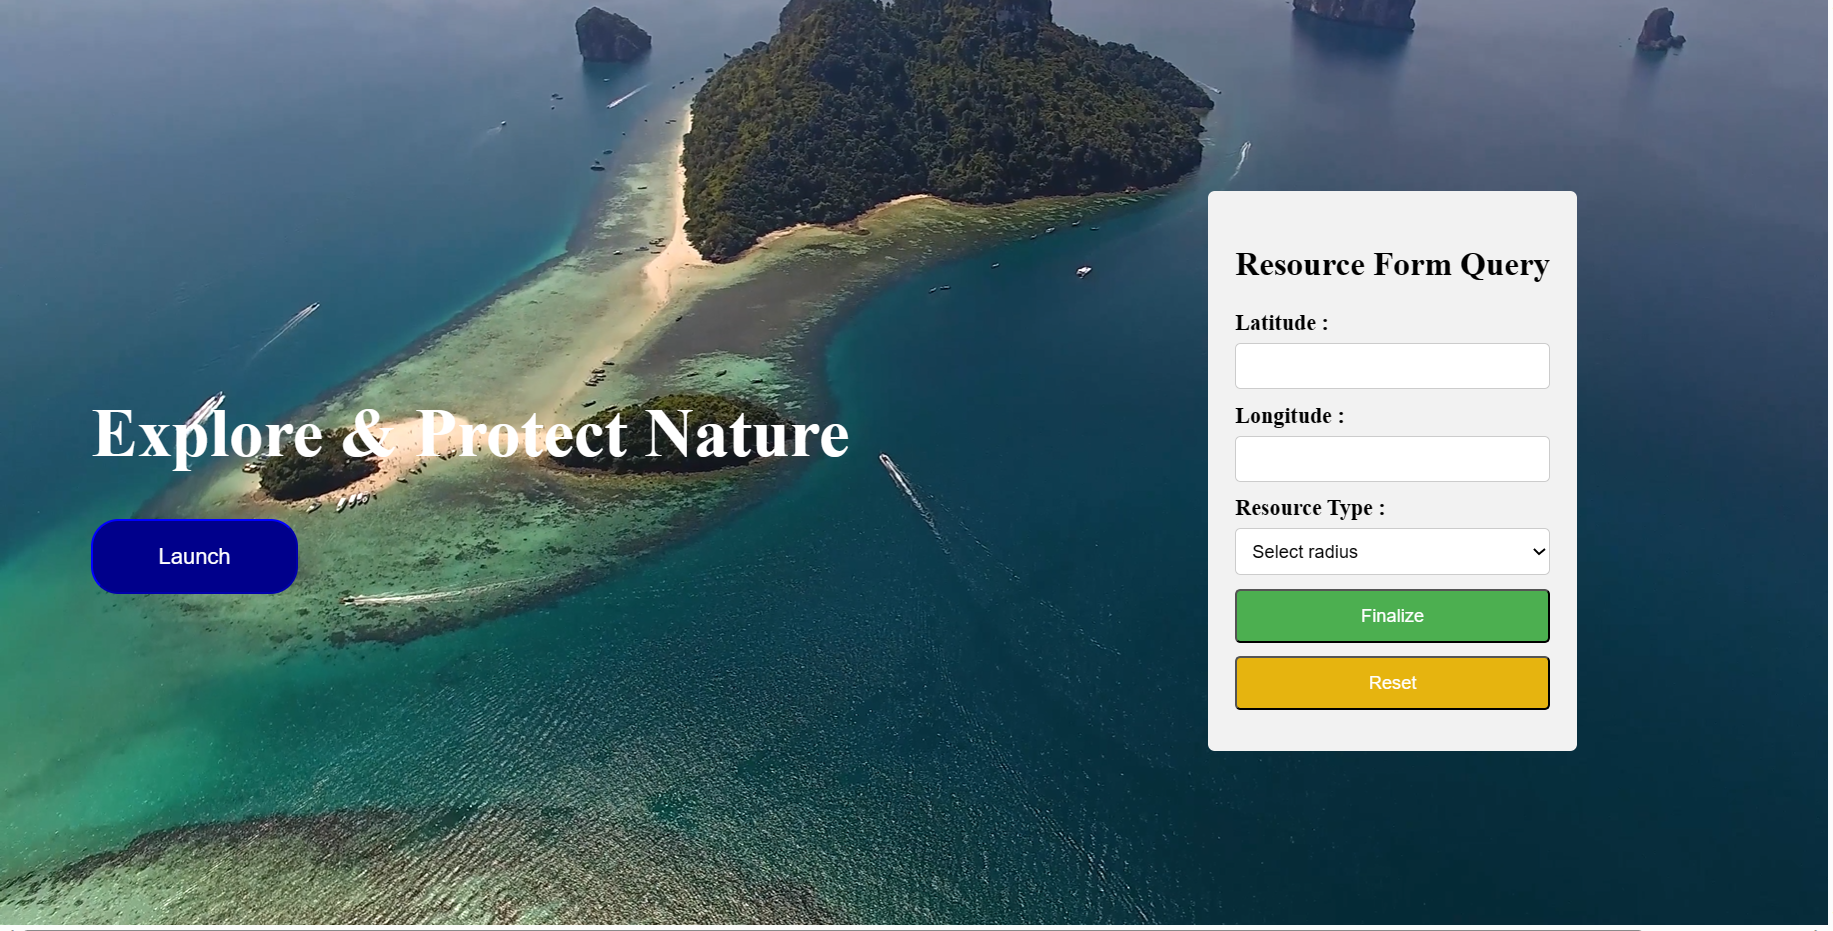 Explore & Protect Nature
Launch
Resource Form Query
Latitude :
Longitude :
Resource Type :
Select radius
Finalize
Reset